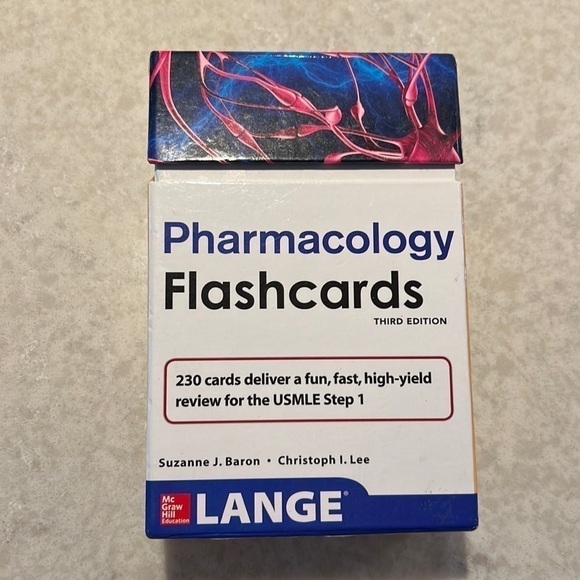 Pharmacology
Flashcards
THIRD EDITION
230 cards deliver a fun, fast, high-yield
review for the USMLE Step 1
Suzanne J. Baron • Christoph I. Lee
Mc
Graw
Hill
Education
LANGE®